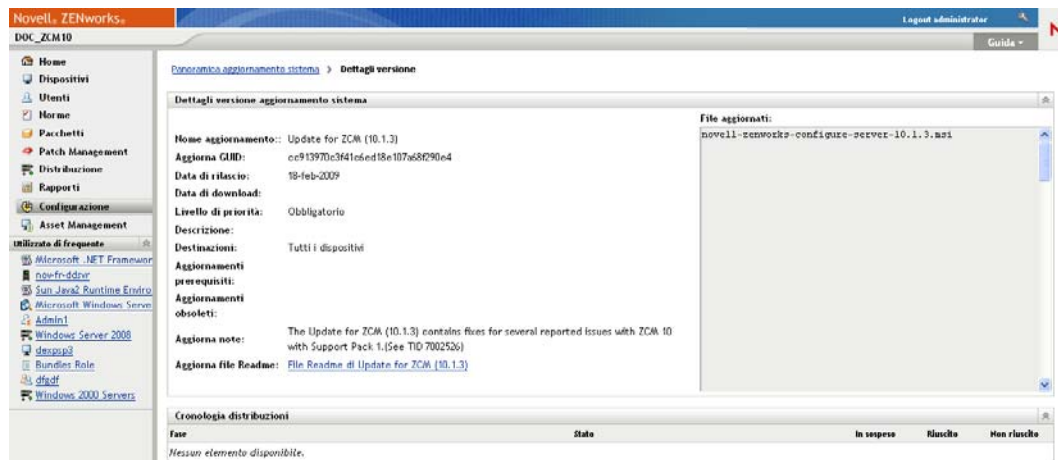 Novell® ZENworks®
Logout administrator
DOC_ZCM10
Guida
Home
Dispositivi
Utenti
Norme
Pacchetti
Patch Management
Distribuzione
Rapporti
Configurazione
Asset Management
Utilizzato di frequente
Microsoft .NET Framewor
nov-fr-ddsvr
Sun Java2 Runtime Enviro
Microsoft Windows Serve
Admin1
Windows Server 2008
dexpsp3
Bundles Role
dfgdf
Windows 2000 Servers
Panoramica aggiornamento sistema > Dettagli versione
Dettagli versione aggiornamento sistema
Nome aggiornamento:: Update for ZCM (10.1.3)
Aggiorna GUID:
Data di rilascio: 18-feb-2009
Data di download:
Livello di priorità: Obbligatorio
Descrizione:
Destinazioni: Tutti i dispositivi
Aggiornamenti
prerequisiti:
Aggiornamenti
obsoleti:
Aggiorna note: The Update for ZCM (10.1.3) contains fixes for several reported issues with ZCM 10
with Support Pack 1.(See TID 7002526)
Aggiorna file Readme: File Readme di Update for ZCM (10.1.3)
File aggiornati:
novell-zenworks-configure-server-10.1.3.msi
Cronologia distribuzioni
Fase Stato In sospeso Riuscito Non riuscito
Nessun elemento disponibile.